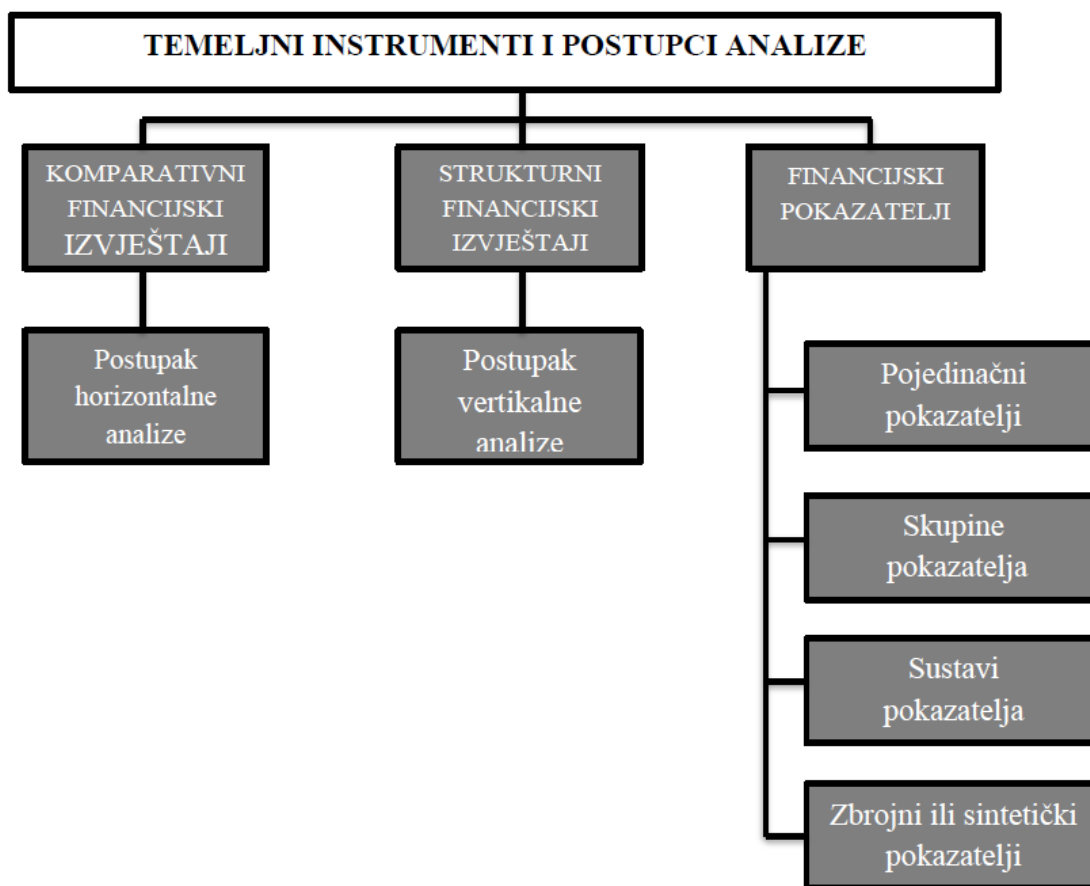 TEMELJNI INSTRUMENTI I POSTUPCI ANALIZE
KOMPARATIVNI
FINANCIJSKI
IZVJEŠTAJI
STRUKTURNI
FINANCIJSKI
IZVJEŠTAJI
FINANCIJSKI
POKAZATELJI
Postupak
horizontalne
analize
Postupak
vertikalne
analize
Pojedinačni
pokazatelji
Skupine
pokazatelja
Sustavi
pokazatelja
Zbrojni ili sintetički
pokazatelji